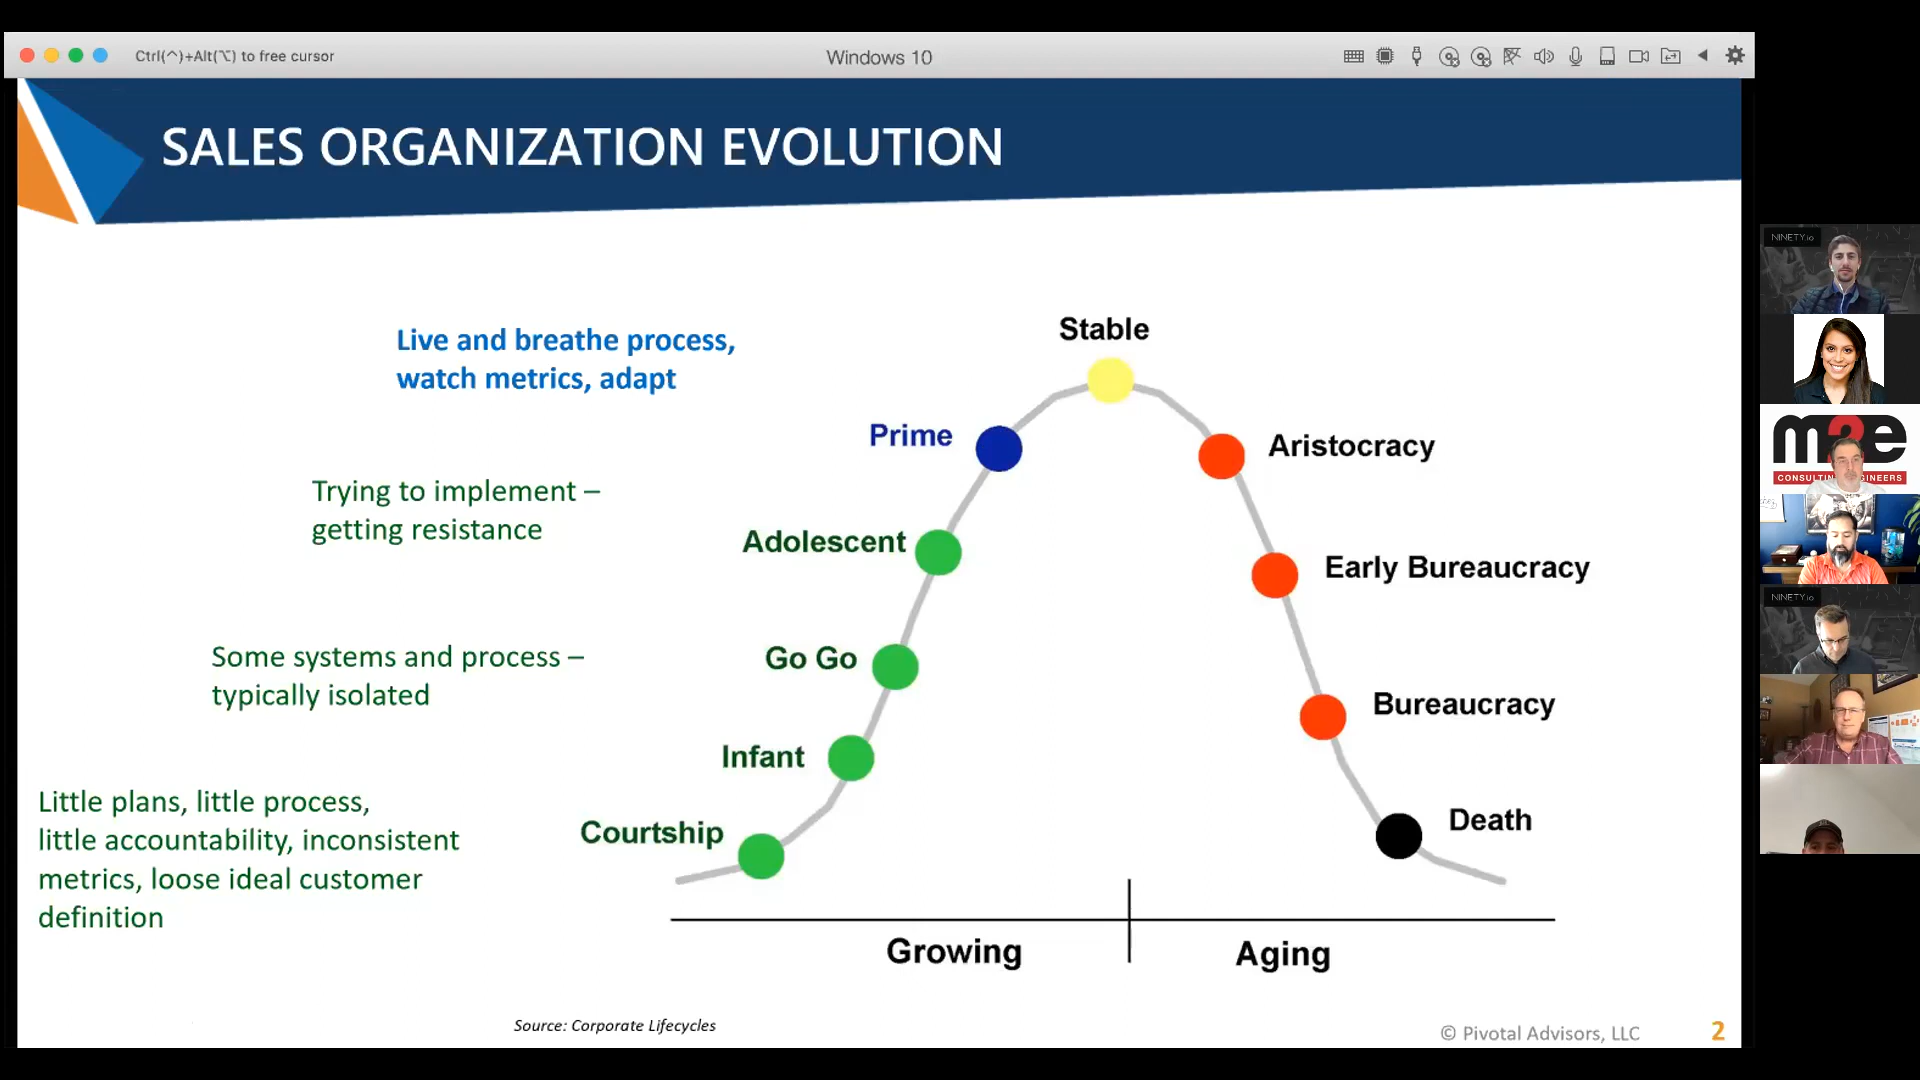 Ctrl(^)+Alt(⌥) to free cursor
Windows 10
SALES ORGANIZATION EVOLUTION
Live and breathe process,
watch metrics, adapt
Trying to implement –
getting resistance
Some systems and process –
typically isolated
Little plans, little process,
little accountability, inconsistent
metrics, loose ideal customer
definition
Stable
Prime
Adolescent
Go Go
Infant
Courtship
Aristocracy
Early Bureaucracy
Bureaucracy
Death
Growing
Aging
Source: Corporate Lifecycles
© Pivotal Advisors, LLC
2
NINETY.io
m2e
NINETY.io